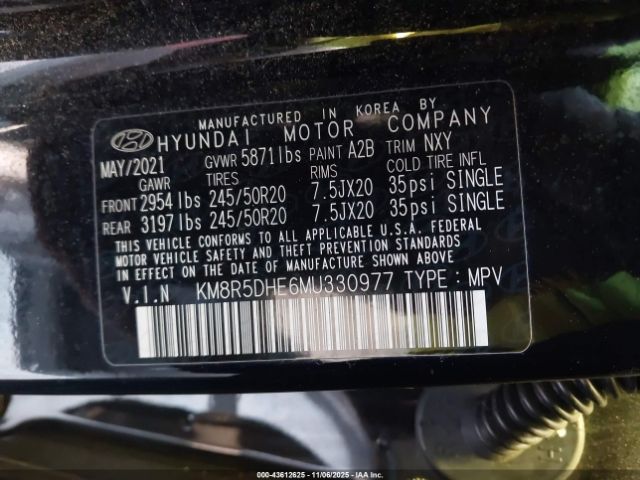 MANUFACTURED IN KOREA BY
HYUNDAI MOTOR COMPANY
MAY/2021 GVWR 5871lbs PAINT A2B TRIM NXY
GAWR TIRES RIMS COLD TIRE INFL
FRONT 2954 lbs 245/50R20 7.5JX20 35psi SINGLE
REAR 3197 lbs 245/50R20 7.5JX20 35psi SINGLE
THIS VEHICLE CONFORMS TO ALL APPLICABLE U.S.A. FEDERAL
MOTOR VEHICLE SAFETY AND THEFT PREVENTION STANDARDS
IN EFFECT ON THE DATE OF MANUFACTURE SHOWN ABOVE.
V.I.N KM8R5DHE6MU330977 TYPE : MPV
000-43612625 11/06/2025 IAAI.CA